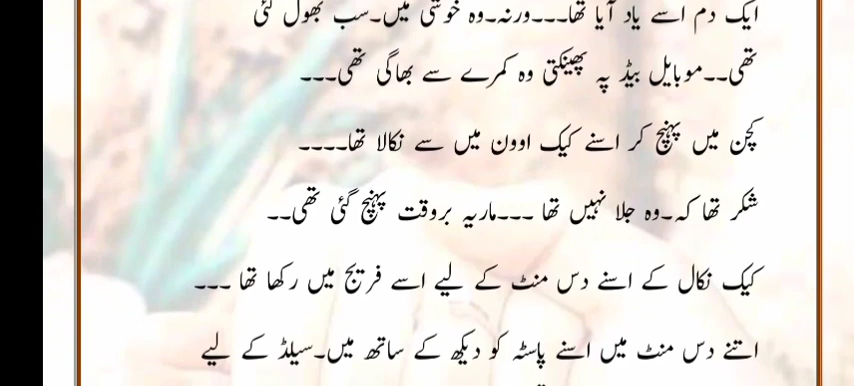 ایک دم اسے یاد آیا تھا۔۔۔ورنہ۔وہ خوشی میں۔سب بھول گئی
تھی۔۔موبایل بیڈ پہ پھینکتی وہ کمرے سے بھاگی تھی۔۔۔
کچن میں پہنچ کر اسنے کیک اوون میں سے نکالا تھا۔۔۔۔
شکر تھا کہ۔وہ جلا نہیں تھا ۔۔۔ماریہ بروقت پہنچ گئی تھی۔۔
کیک نکال کے اسنے دس منٹ کے لیے اسے فریج میں رکھا تھا ۔۔۔
اتنے دس منٹ میں اسنے پاستہ کو دیکھ کے ساتھ میں۔سیلڈ کے لیے